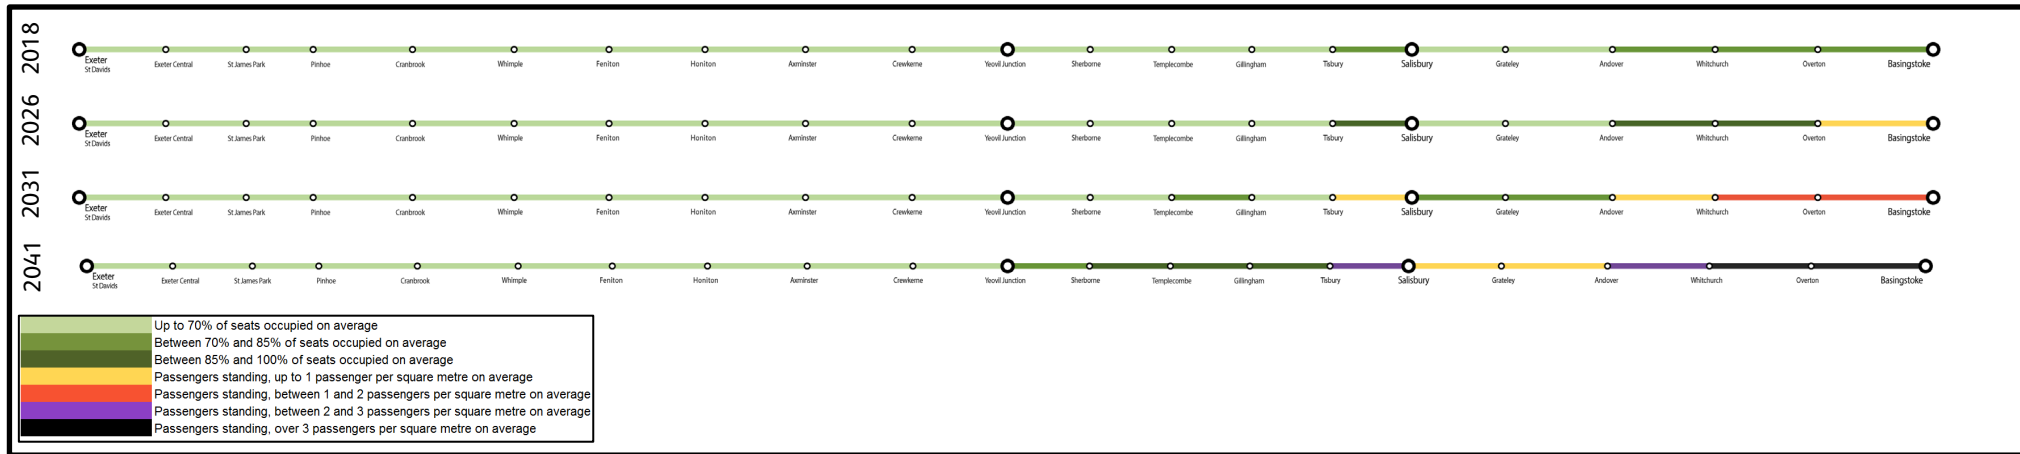 2018
Exeter
St Davids
Exeter Central
St James Park
Pinhoe
Cranbrook
Whimple
Feniton
Honiton
Axminster
Crewkerne
Yeovil Junction
Sherborne
Templecombe
Gillingham
Tisbury
Salisbury
Grateley
Andover
Whitchurch
Overton
Basingstoke
2026
Exeter
St Davids
Exeter Central
St James Park
Pinhoe
Cranbrook
Whimple
Feniton
Honiton
Axminster
Crewkerne
Yeovil Junction
Sherborne
Templecombe
Gillingham
Tisbury
Salisbury
Grateley
Andover
Whitchurch
Overton
Basingstoke
2031
Exeter
St Davids
Exeter Central
St James Park
Pinhoe
Cranbrook
Whimple
Feniton
Honiton
Axminster
Crewkerne
Yeovil Junction
Sherborne
Templecombe
Gillingham
Tisbury
Salisbury
Grateley
Andover
Whitchurch
Overton
Basingstoke
2041
Exeter
St Davids
Exeter Central
St James Park
Pinhoe
Cranbrook
Whimple
Feniton
Honiton
Axminster
Crewkerne
Yeovil Junction
Sherborne
Templecombe
Gillingham
Tisbury
Salisbury
Grateley
Andover
Whitchurch
Overton
Basingstoke
Up to 70% of seats occupied on average
Between 70% and 85% of seats occupied on average
Between 85% and 100% of seats occupied on average
Passengers standing, up to 1 passenger per square metre on average
Passengers standing, between 1 and 2 passengers per square metre on average
Passengers standing, between 2 and 3 passengers per square metre on average
Passengers standing, over 3 passengers per square metre on average